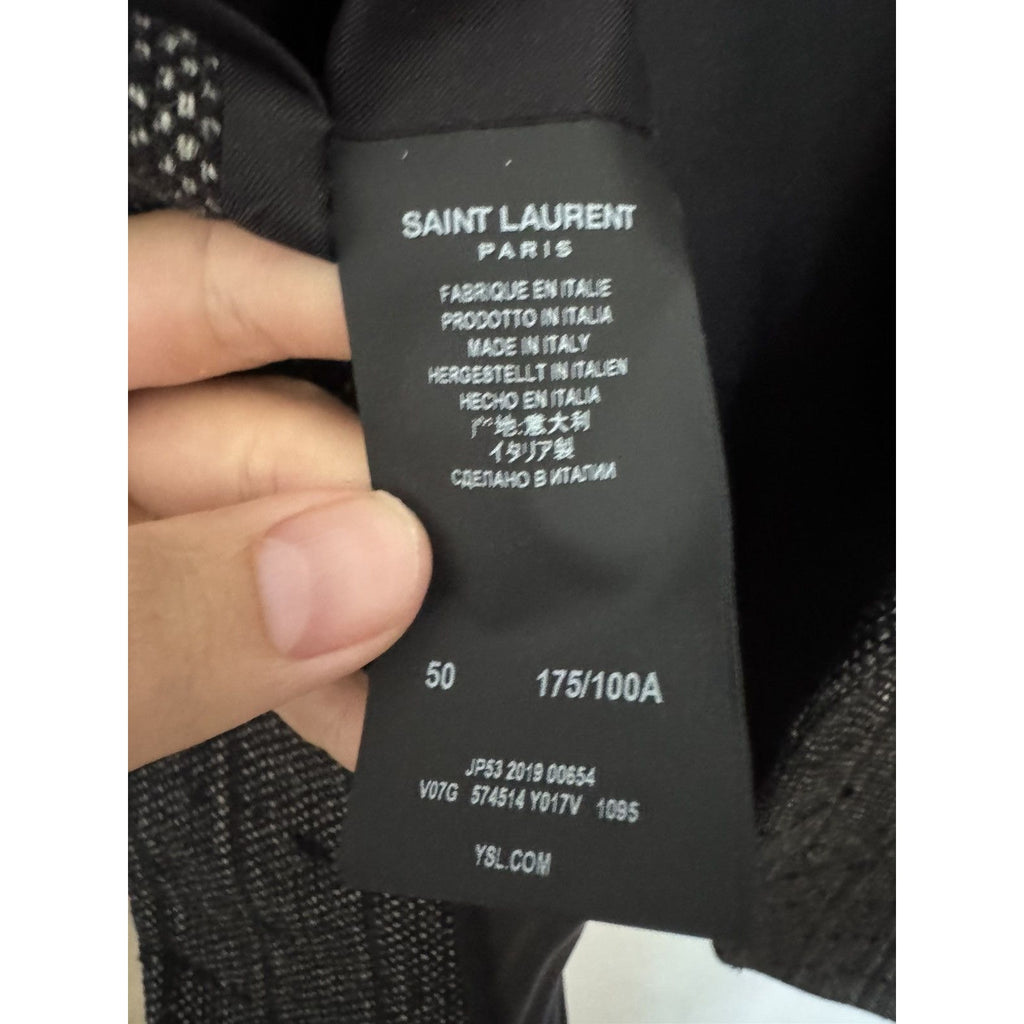 SAINT LAURENT
PARIS
FABRIQUE EN ITALIE
PRODOTTO IN ITALIA
MADE IN ITALY
HERGESTELLT IN ITALIEN
HECHO EN ITALIA
产地:意大利
イタリア製
СДЕЛАНО В ИТАЛИИ
50 175/100A
JP53 2019 00654
V07G 574514 Y017V 1095
YSL.COM